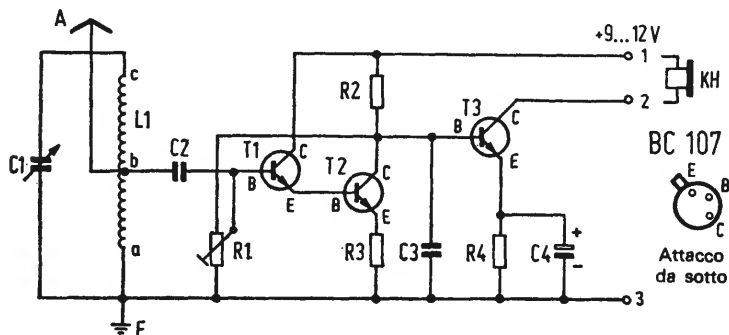 A
+9...12 V
1
KH
2
c
L1
b
a
C1
C2
R2
T1
C
B
E
T2
C
B
E
T3
C
B
E
R1
R3
C3
R4
C4
+
-
3
E
BC 107
E
B
C
Attacco
da sotto